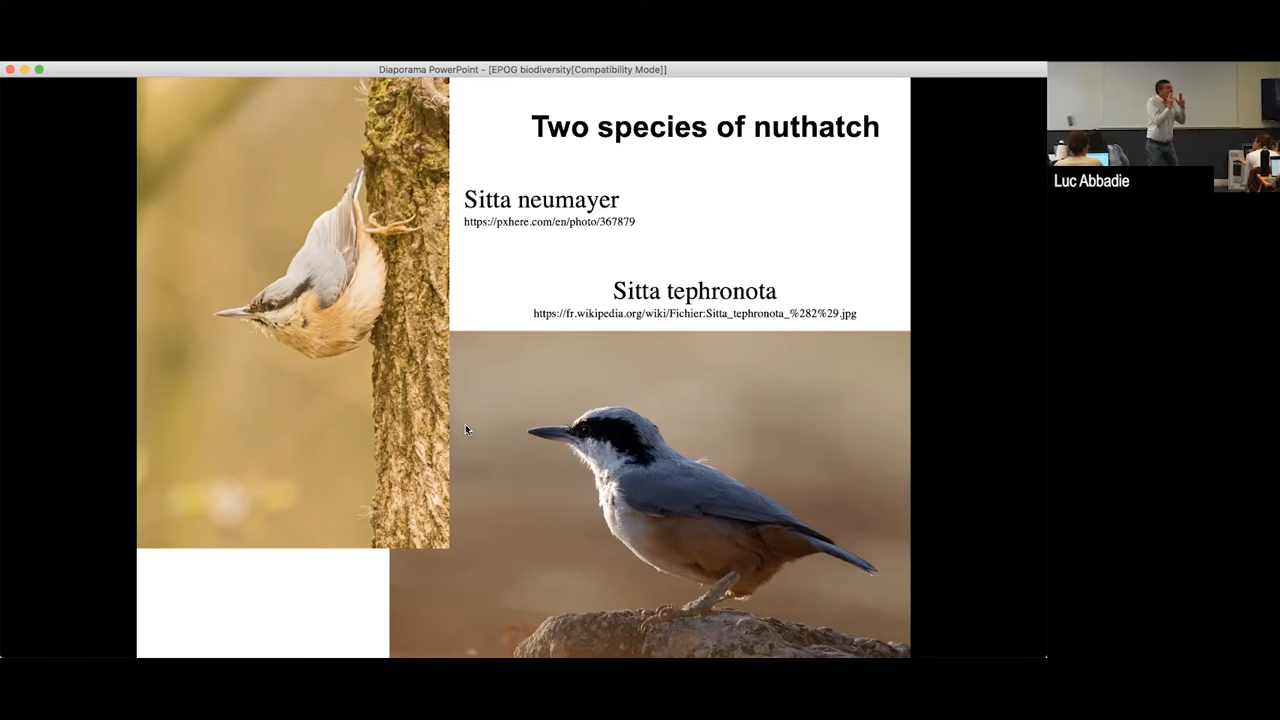 Diaporama PowerPoint - [EPOG biodiversity[Compatibility Mode]]
Two species of nuthatch
Sitta neumayer
https://pxhere.com/en/photo/367879
Sitta tephronota
https://fr.wikipedia.org/wiki/Fichier:Sitta_tephronota_%282%29.jpg
Luc Abbadie